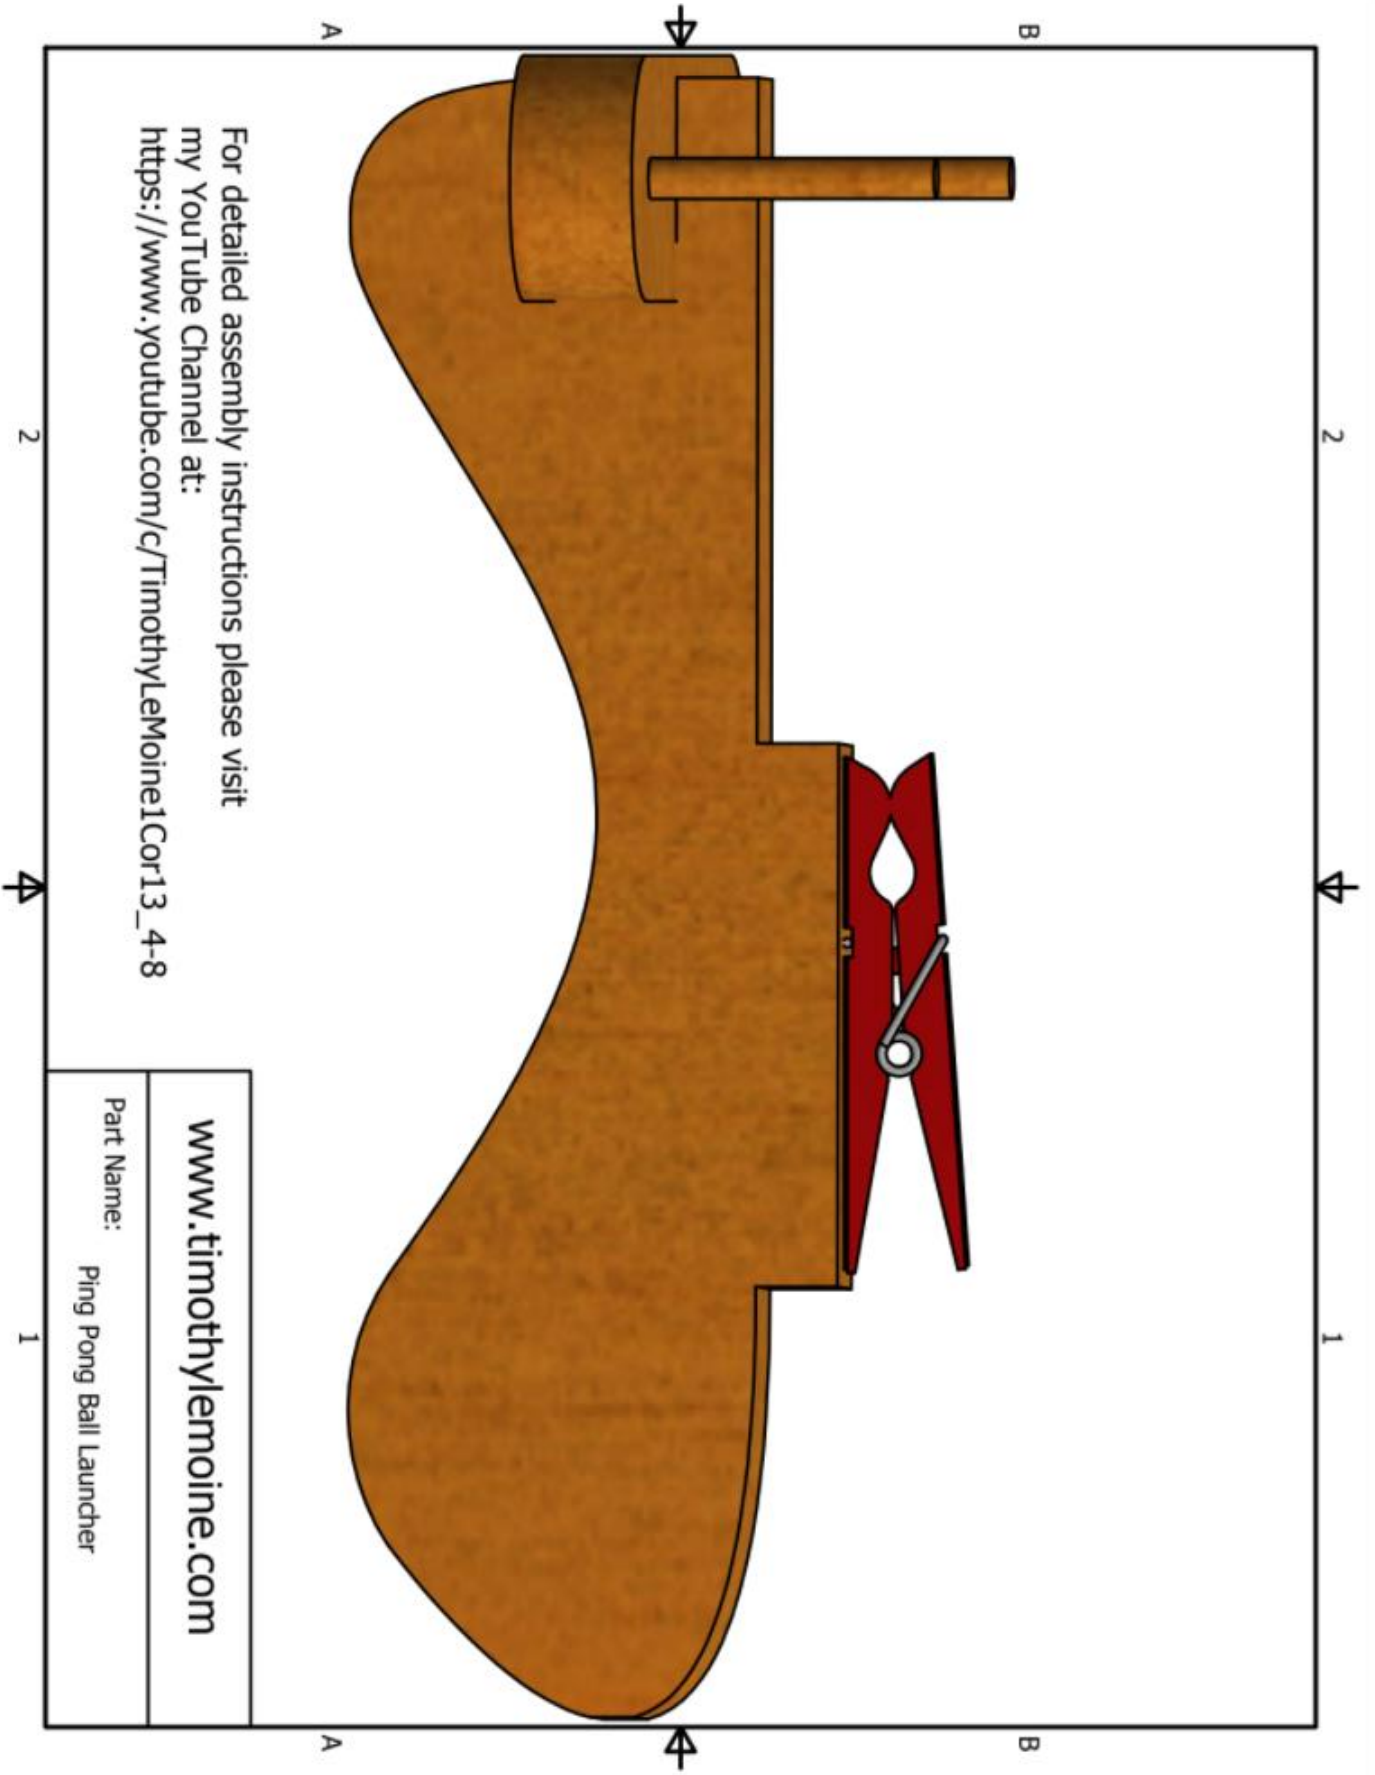 B
B
2
2
1
1
A
A
For detailed assembly instructions please visit
my YouTube Channel at:
https://www.youtube.com/c/TimothyLeMoine1Cor13_4-8
www.timothylemoine.com
Part Name:
Ping Pong Ball Launcher